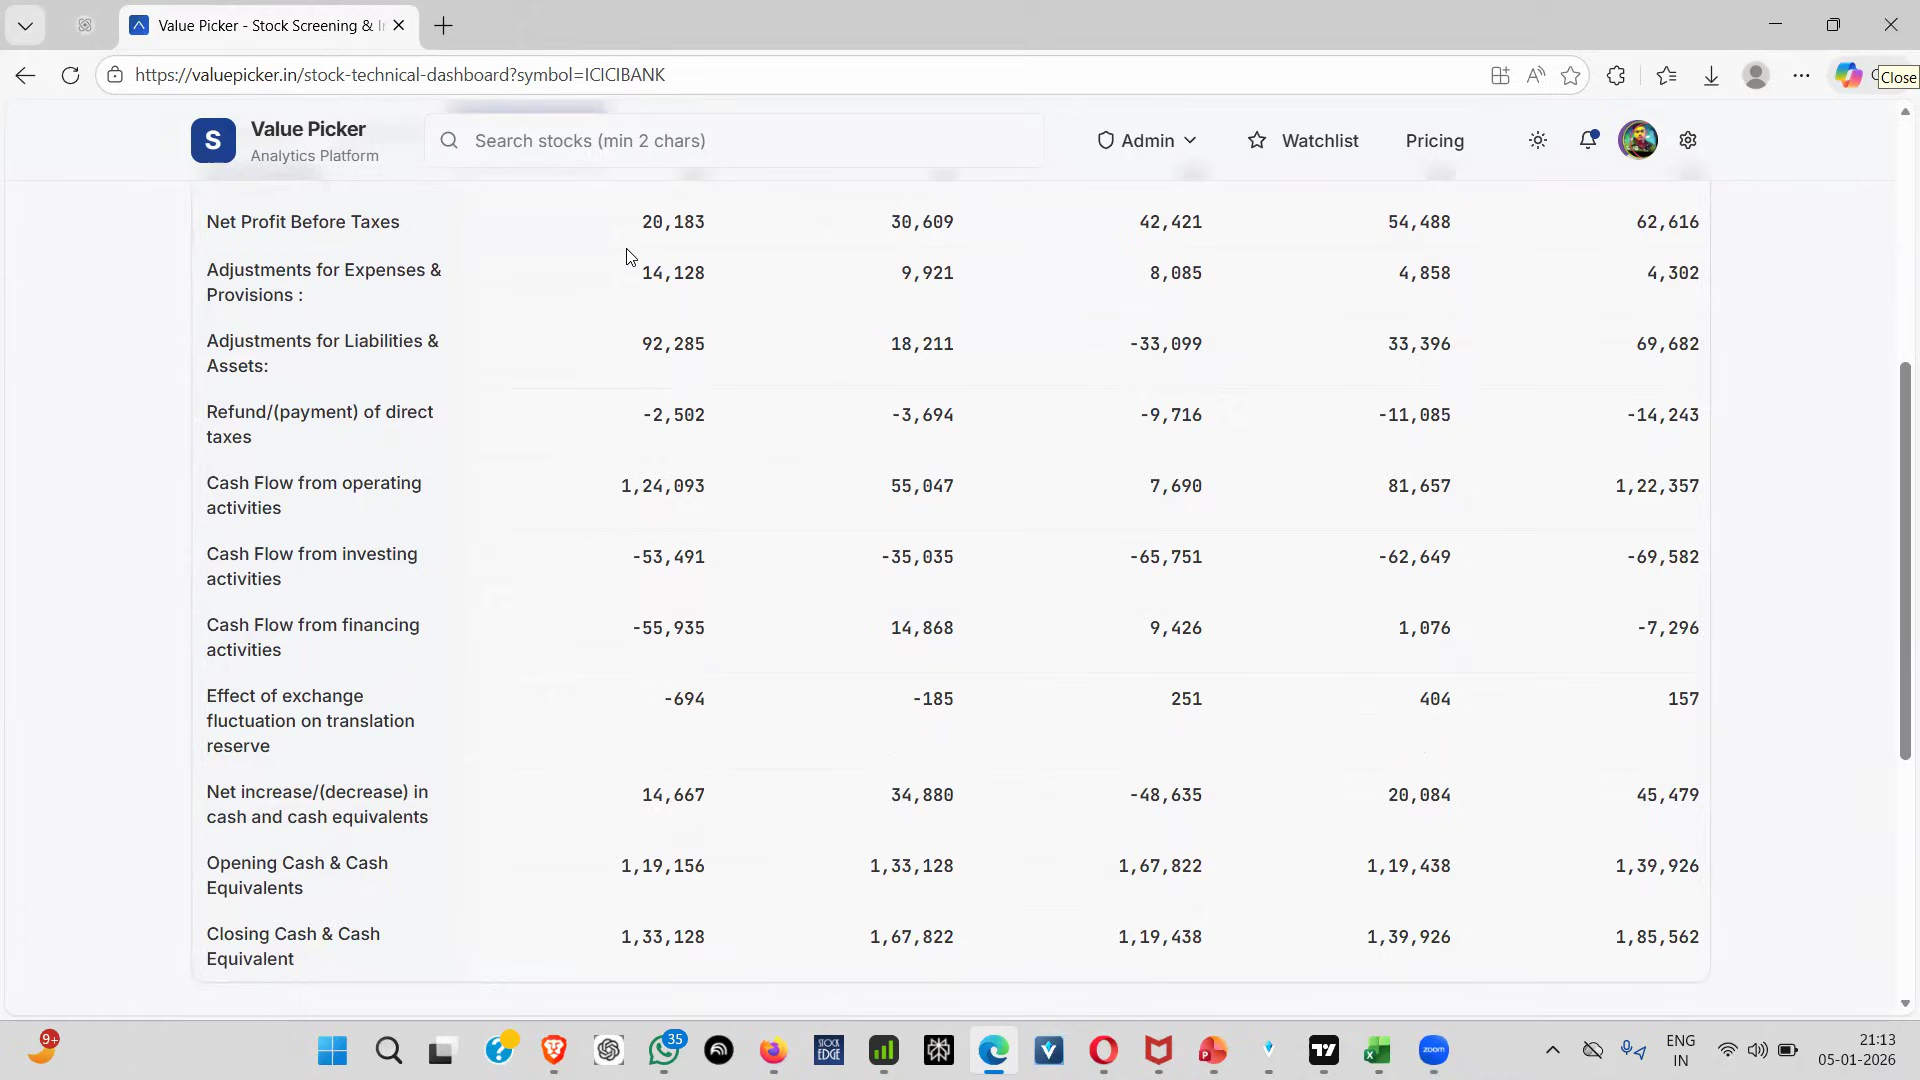 Value Picker - Stock Screening & I
https://valuepicker.in/stock-technical-dashboard?symbol=ICICIBANK
Close
S
Value Picker
Analytics Platform
Search stocks (min 2 chars)
Admin
Watchlist
Pricing
Net Profit Before Taxes 20,183 30,609 42,421 54,488 62,616
Adjustments for Expenses &
Provisions : 14,128 9,921 8,085 4,858 4,302
Adjustments for Liabilities &
Assets: 92,285 18,211 -33,099 33,396 69,682
Refund/(payment) of direct
taxes -2,502 -3,694 -9,716 -11,085 -14,243
Cash Flow from operating
activities 1,24,093 55,047 7,690 81,657 1,22,357
Cash Flow from investing
activities -53,491 -35,035 -65,751 -62,649 -69,582
Cash Flow from financing
activities -55,935 14,868 9,426 1,076 -7,296
Effect of exchange
fluctuation on translation
reserve -694 -185 251 404 157
Net increase/(decrease) in
cash and cash equivalents 14,667 34,880 -48,635 20,084 45,479
Opening Cash & Cash
Equivalents 1,19,156 1,33,128 1,67,822 1,19,438 1,39,926
Closing Cash & Cash
Equivalent 1,33,128 1,67,822 1,19,438 1,39,926 1,85,562
9+
35
STOCK
EDGE
zoom
ENG
IN
21:13
05-01-2026